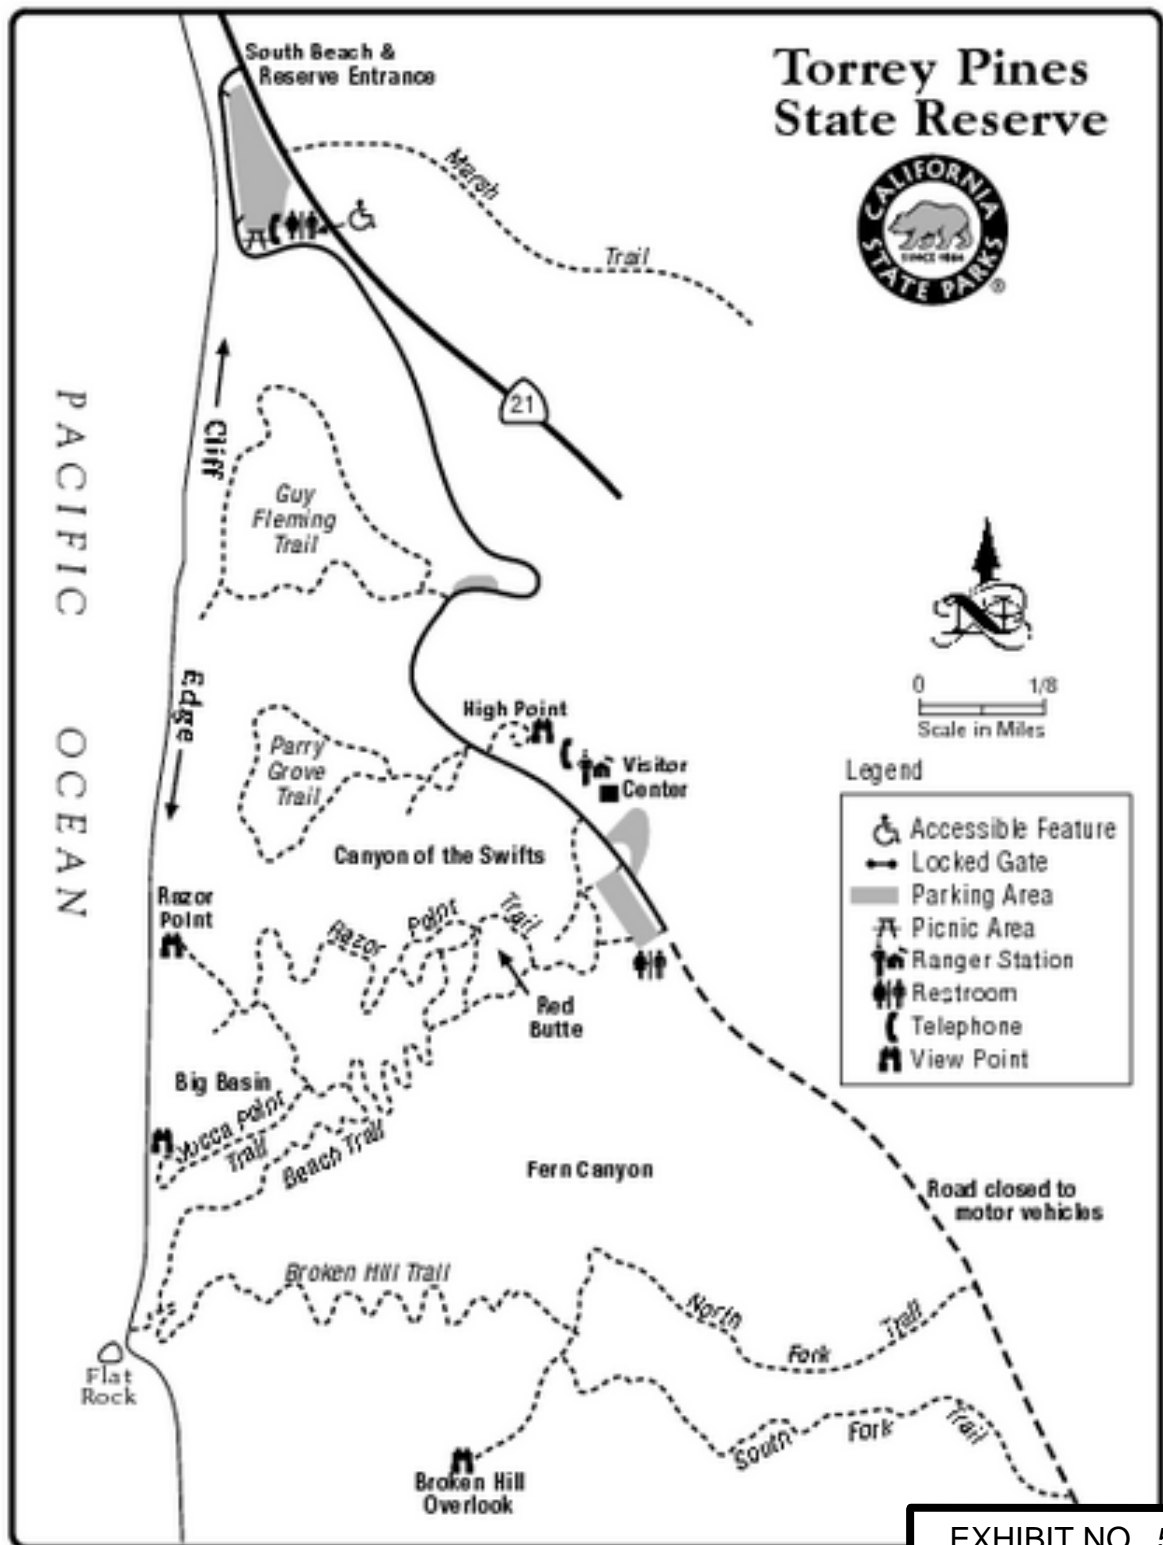 South Beach &
Reserve Entrance
Torrey Pines
State Reserve
CALIFORNIA
STATE PARKS
SINCE 1864
®
Marsh
Trail
21
Cliff
Edge
PACIFIC OCEAN
Guy
Fleming
Trail
High Point
Visitor
Center
Parry
Grove
Trail
Canyon of the Swifts
Razor
Point
Razor Point Trail
Red
Butte
Big Basin
Yucca Point
Trail
Beach Trail
Fern Canyon
Broken Hill Trail
North Fork Trail
South Fork Trail
Flat
Rock
Broken Hill
Overlook
Road closed to
motor vehicles
N
0 1/8
Scale in Miles
Legend
Accessible Feature
Locked Gate
Parking Area
Picnic Area
Ranger Station
Restroom
Telephone
View Point
EXHIBIT NO. 5